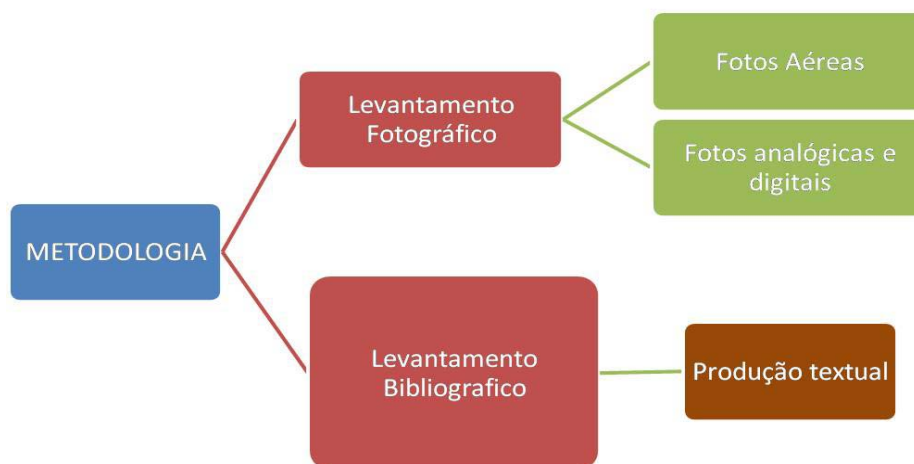 METODOLOGIA
Levantamento
Fotográfico
Fotos Aéreas
Fotos analógicas e
digitais
Levantamento
Bibliografico
Produção textual